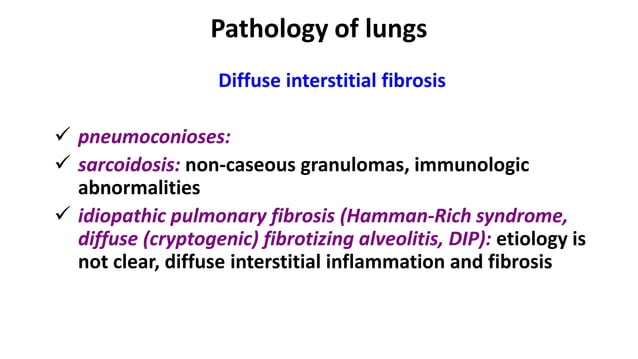 Pathology of lungs
Diffuse interstitial fibrosis
✓ pneumoconioses:
✓ sarcoidosis: non-caseous granulomas, immunologic
abnormalities
✓ idiopathic pulmonary fibrosis (Hamman-Rich syndrome,
diffuse (cryptogenic) fibrotizing alveolitis, DIP): etiology is
not clear, diffuse interstitial inflammation and fibrosis